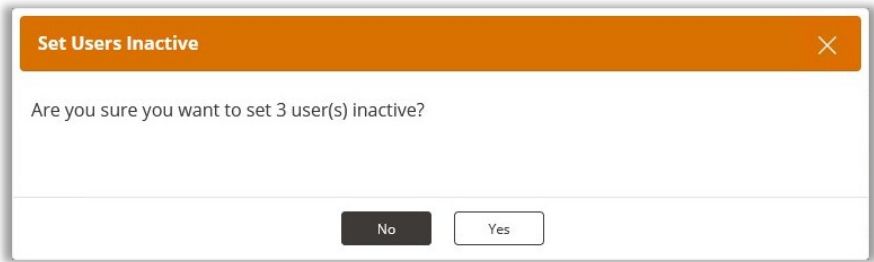 Set Users Inactive
Are you sure you want to set 3 user(s) inactive?
No
Yes